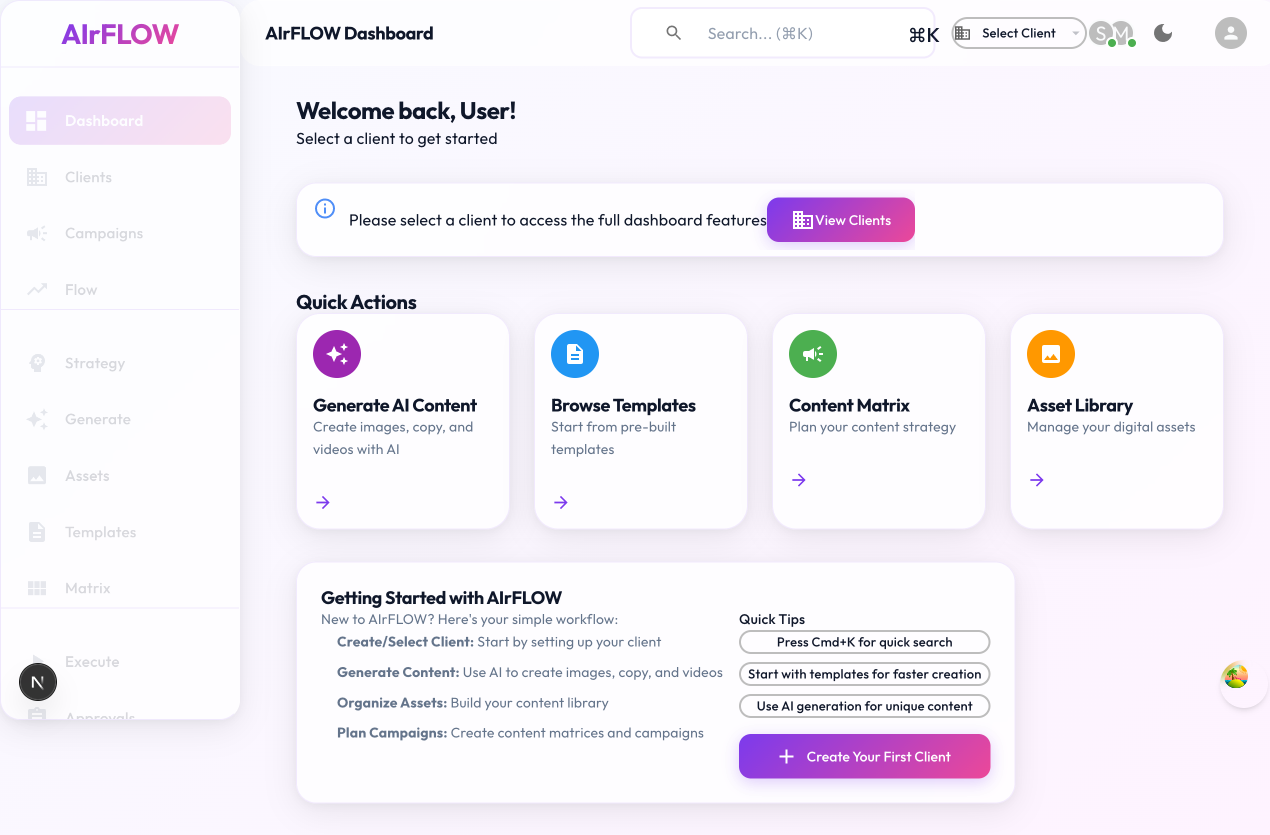 AIrFLOW
AIrFLOW Dashboard
Search... (⌘K)
⌘K
Select Client
S
M
Dashboard
Clients
Campaigns
Flow
Strategy
Generate
Assets
Templates
Matrix
Execute
Approvals
N
Welcome back, User!
Select a client to get started
Please select a client to access the full dashboard features
View Clients
Quick Actions
Generate AI Content
Create images, copy, and
videos with AI
Browse Templates
Start from pre-built
templates
Content Matrix
Plan your content strategy
Asset Library
Manage your digital assets
Getting Started with AIrFLOW
New to AIrFLOW? Here's your simple workflow:
Create/Select Client: Start by setting up your client
Generate Content: Use AI to create images, copy, and videos
Organize Assets: Build your content library
Plan Campaigns: Create content matrices and campaigns
Quick Tips
Press Cmd+K for quick search
Start with templates for faster creation
Use AI generation for unique content
Create Your First Client